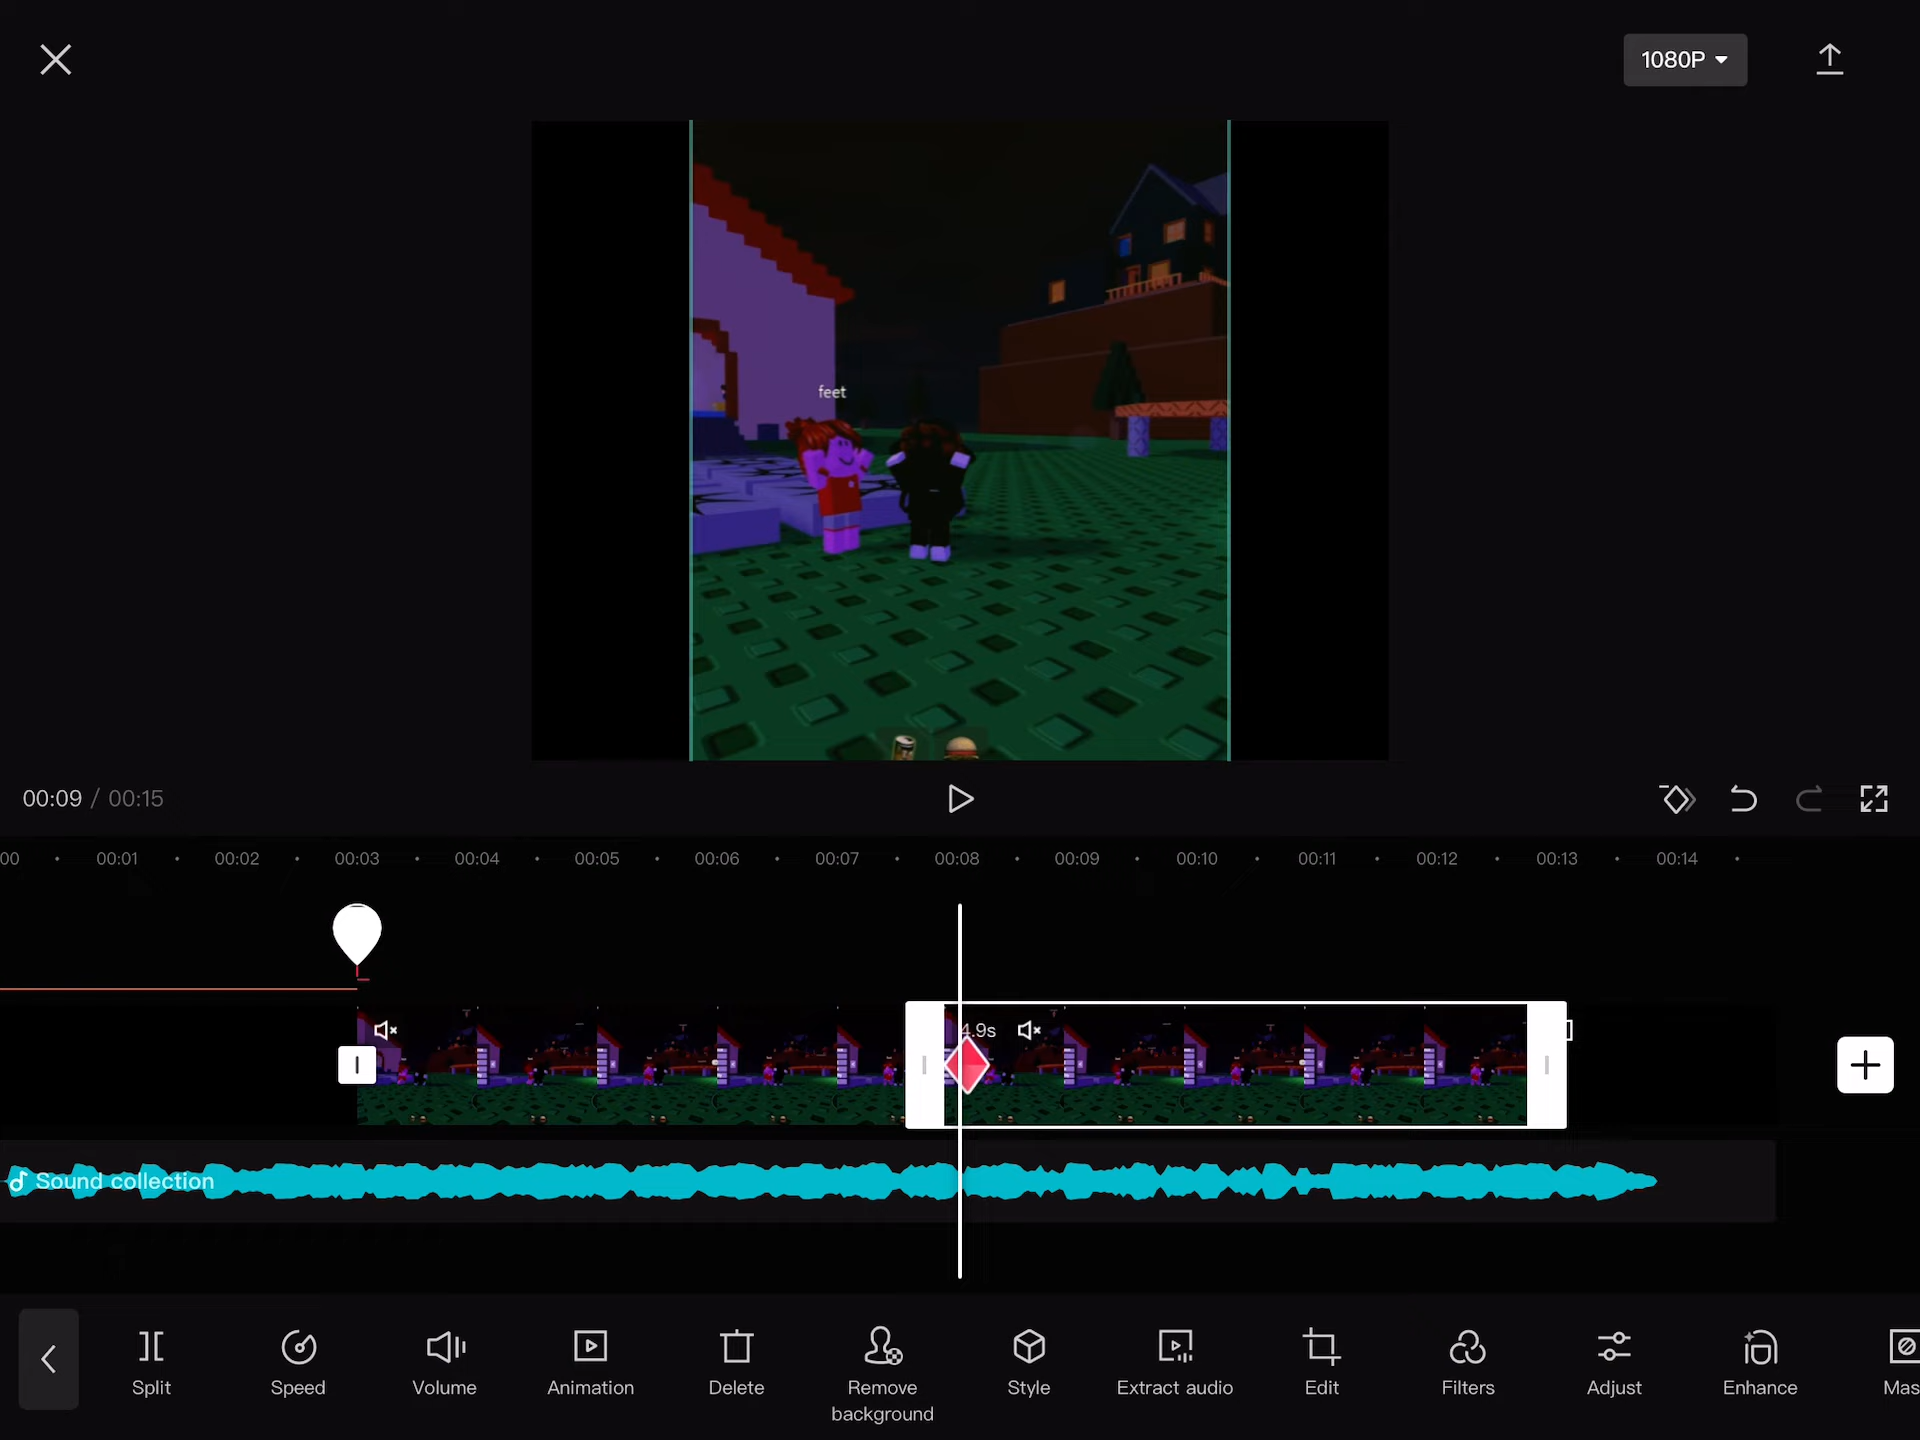 1080P
feet
00:09 / 00:15
00 00:01 00:02 00:03 00:04 00:05 00:06 00:07 00:08 00:09 00:10 00:11 00:12 00:13 00:14
4.9s
Sound collection
Split Speed Volume Animation Delete Remove background Style Extract audio Edit Filters Adjust Enhance Mas